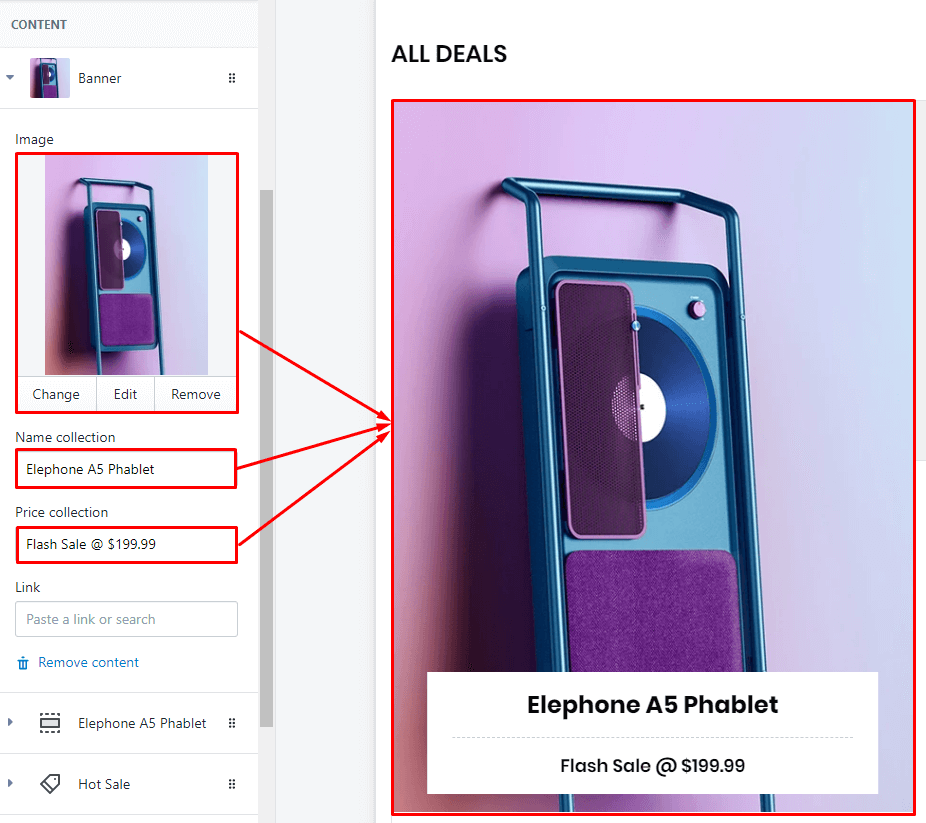 CONTENT
Banner
Image
Change Edit Remove
Name collection
Elephone A5 Phablet
Price collection
Flash Sale @ $199.99
Link
Paste a link or search
Remove content
Elephone A5 Phablet
Hot Sale
ALL DEALS
Elephone A5 Phablet
Flash Sale @ $199.99